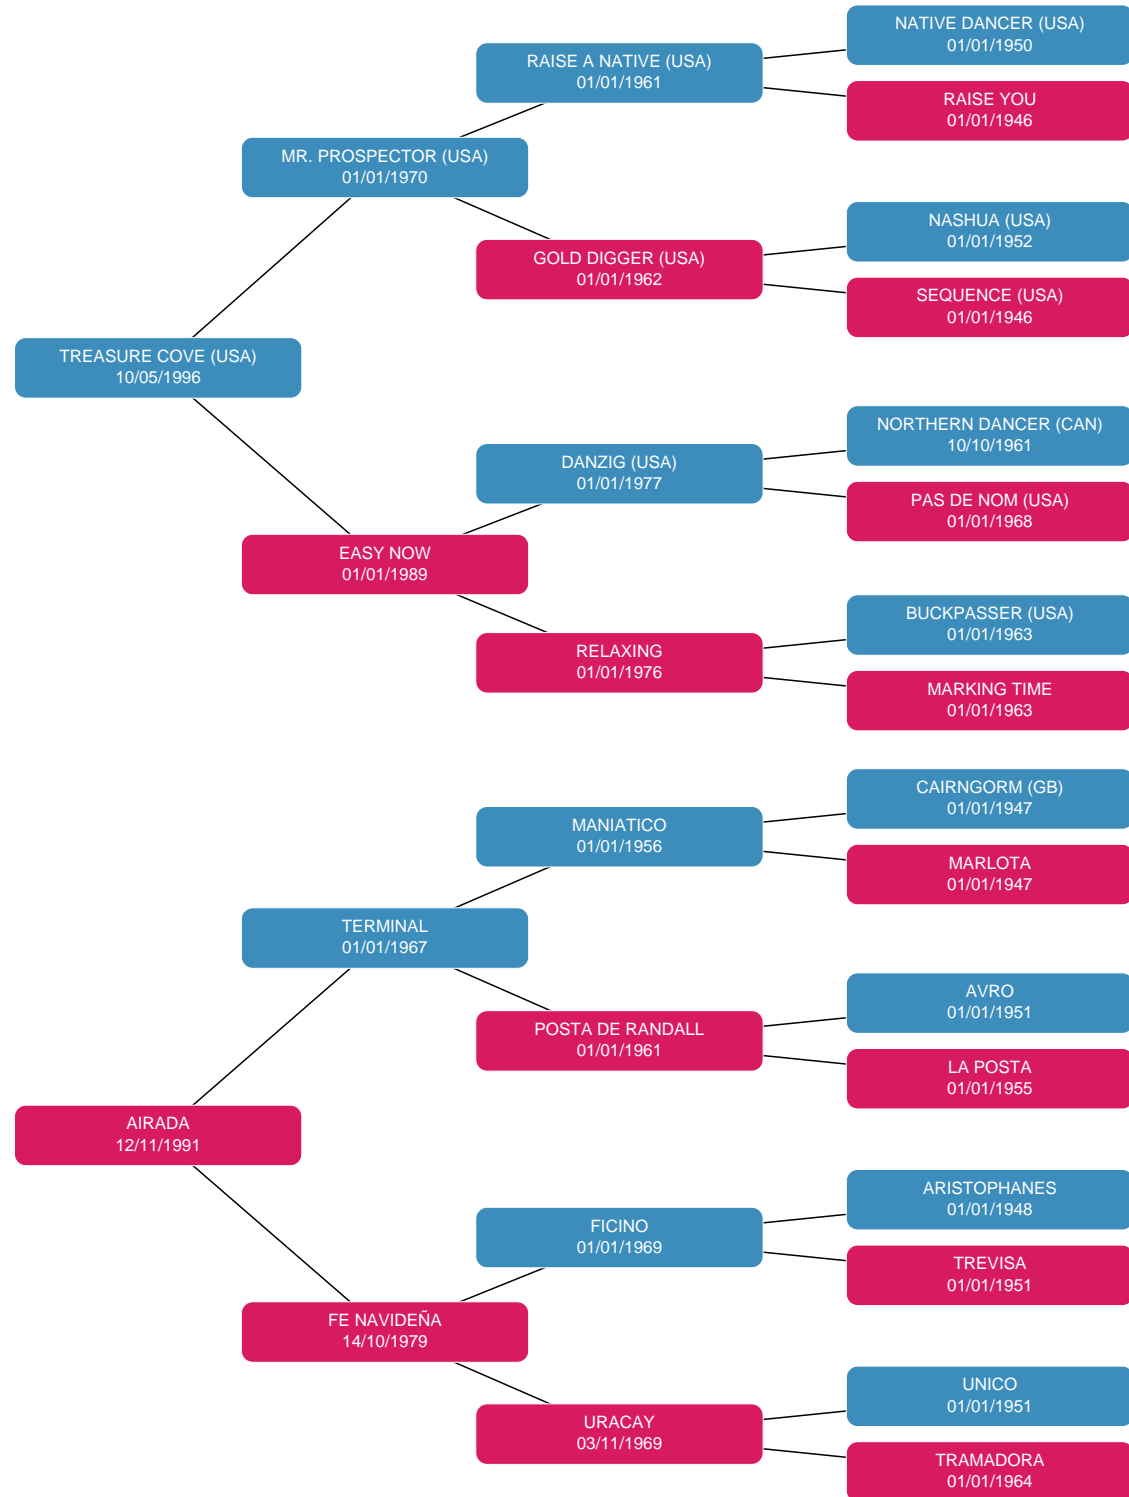 NATIVE DANCER (USA)
01/01/1950
RAISE A NATIVE (USA)
01/01/1961
RAISE YOU
01/01/1946
MR. PROSPECTOR (USA)
01/01/1970
NASHUA (USA)
01/01/1952
GOLD DIGGER (USA)
01/01/1962
SEQUENCE (USA)
01/01/1946
TREASURE COVE (USA)
10/05/1996
NORTHERN DANCER (CAN)
10/10/1961
DANZIG (USA)
01/01/1977
PAS DE NOM (USA)
01/01/1968
EASY NOW
01/01/1989
BUCKPASSER (USA)
01/01/1963
RELAXING
01/01/1976
MARKING TIME
01/01/1963
CAIRNGORM (GB)
01/01/1947
MANIATICO
01/01/1956
MARLOTA
01/01/1947
TERMINAL
01/01/1967
AVRO
01/01/1951
POSTA DE RANDALL
01/01/1961
LA POSTA
01/01/1955
AIRADA
12/11/1991
ARISTOPHANES
01/01/1948
FICINO
01/01/1969
TREVISA
01/01/1951
FE NAVIDEÑA
14/10/1979
UNICO
01/01/1951
URACAY
03/11/1969
TRAMADORA
01/01/1964